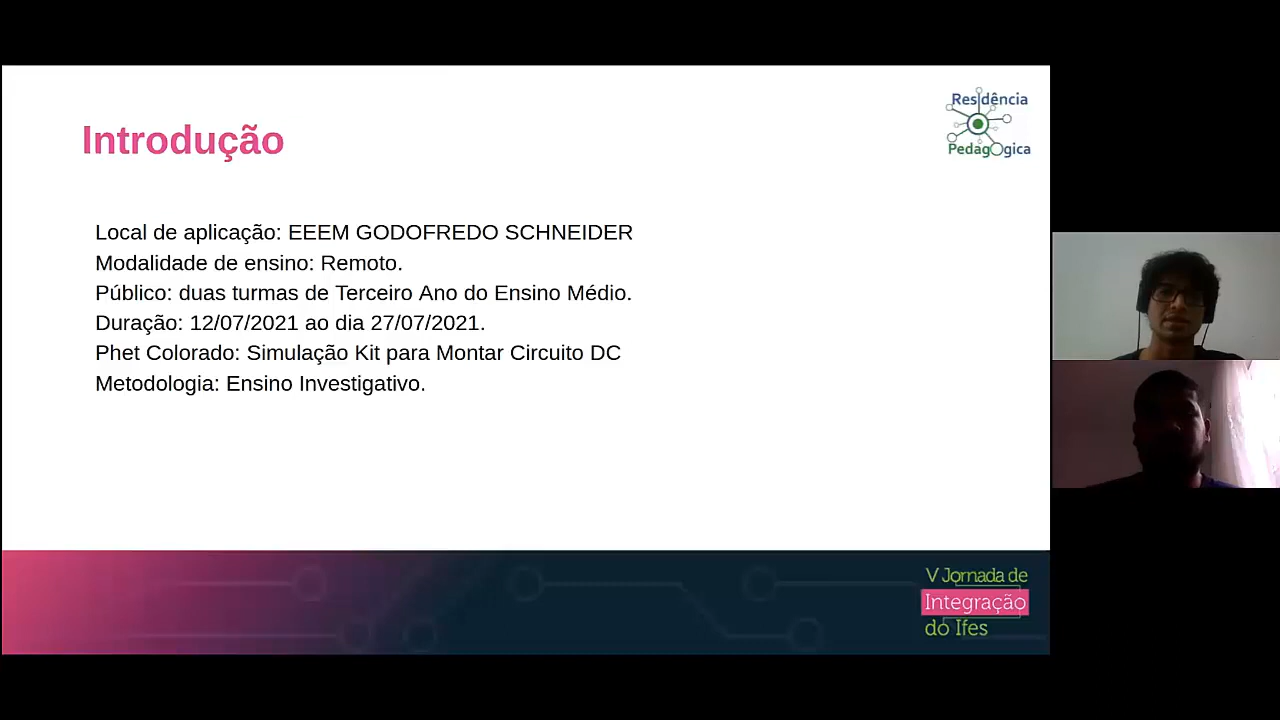 Introdução
Residência
Pedagógica
Local de aplicação: EEEM GODOFREDO SCHNEIDER
Modalidade de ensino: Remoto.
Público: duas turmas de Terceiro Ano do Ensino Médio.
Duração: 12/07/2021 ao dia 27/07/2021.
Phet Colorado: Simulação Kit para Montar Circuito DC
Metodologia: Ensino Investigativo.
V Jornada de
Integração
do Ifes